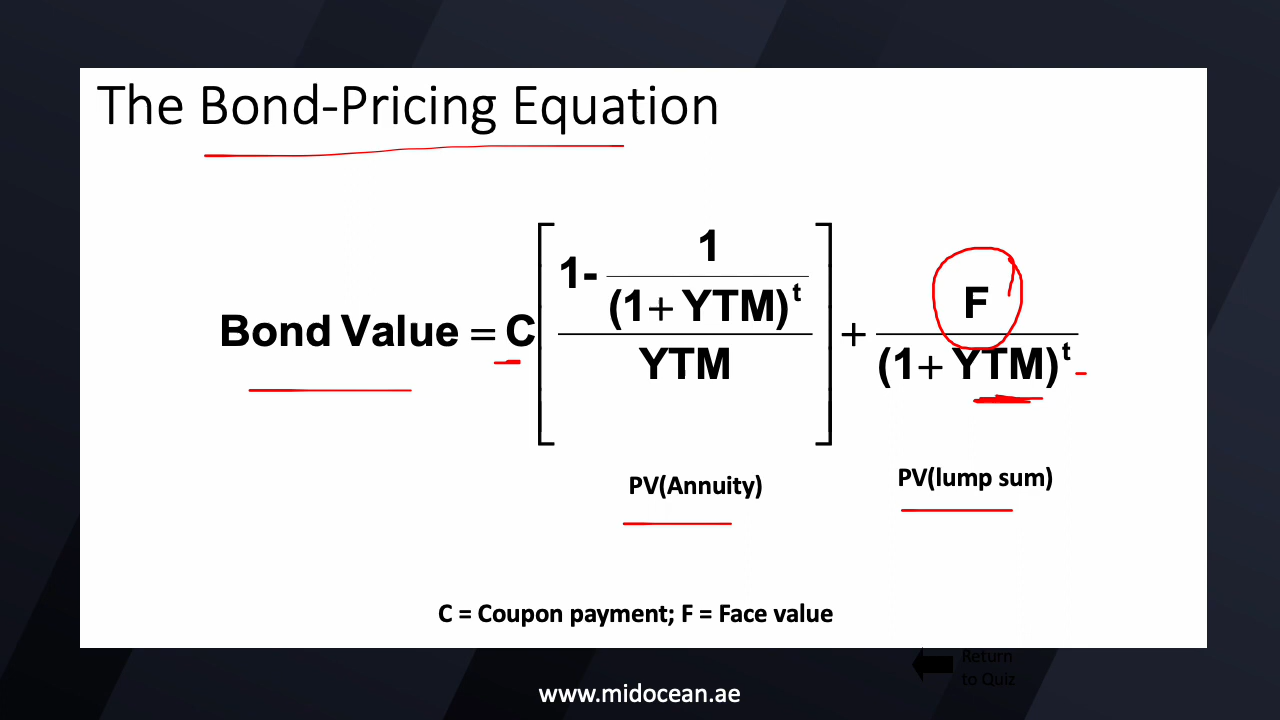 The Bond-Pricing Equation
Bond Value = C [ 1- 1 / (1+ YTM)^t / YTM ] + F / (1+ YTM)^t
PV(Annuity) PV(lump sum)
C = Coupon payment; F = Face value
Return
to Quiz
www.midocean.ae